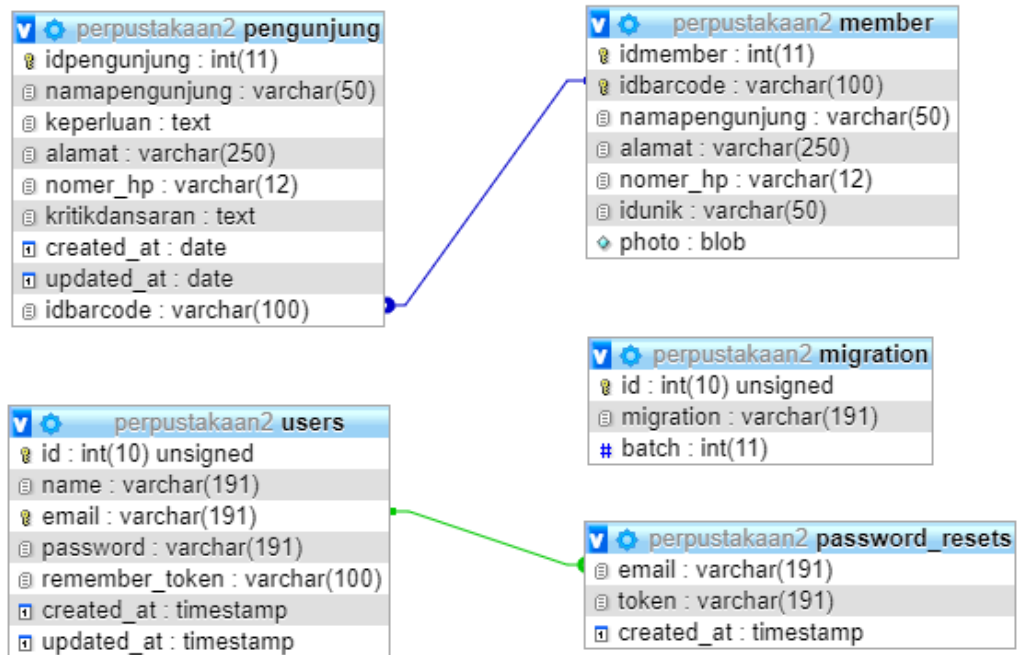 perpustakaan2 pengunjung
idpengunjung : int(11)
namapengunjung : varchar(50)
keperluan : text
alamat : varchar(250)
nomer_hp : varchar(12)
kritikdansaran : text
created_at : date
updated_at : date
idbarcode : varchar(100)
perpustakaan2 member
idmember : int(11)
idbarcode : varchar(100)
namapengunjung : varchar(50)
alamat : varchar(250)
nomer_hp : varchar(12)
idunik : varchar(50)
photo : blob
perpustakaan2 migration
id : int(10) unsigned
migration : varchar(191)
# batch : int(11)
perpustakaan2 users
id : int(10) unsigned
name : varchar(191)
email : varchar(191)
password : varchar(191)
remember_token : varchar(100)
created_at : timestamp
updated_at : timestamp
perpustakaan2 password_resets
email : varchar(191)
token : varchar(191)
created_at : timestamp